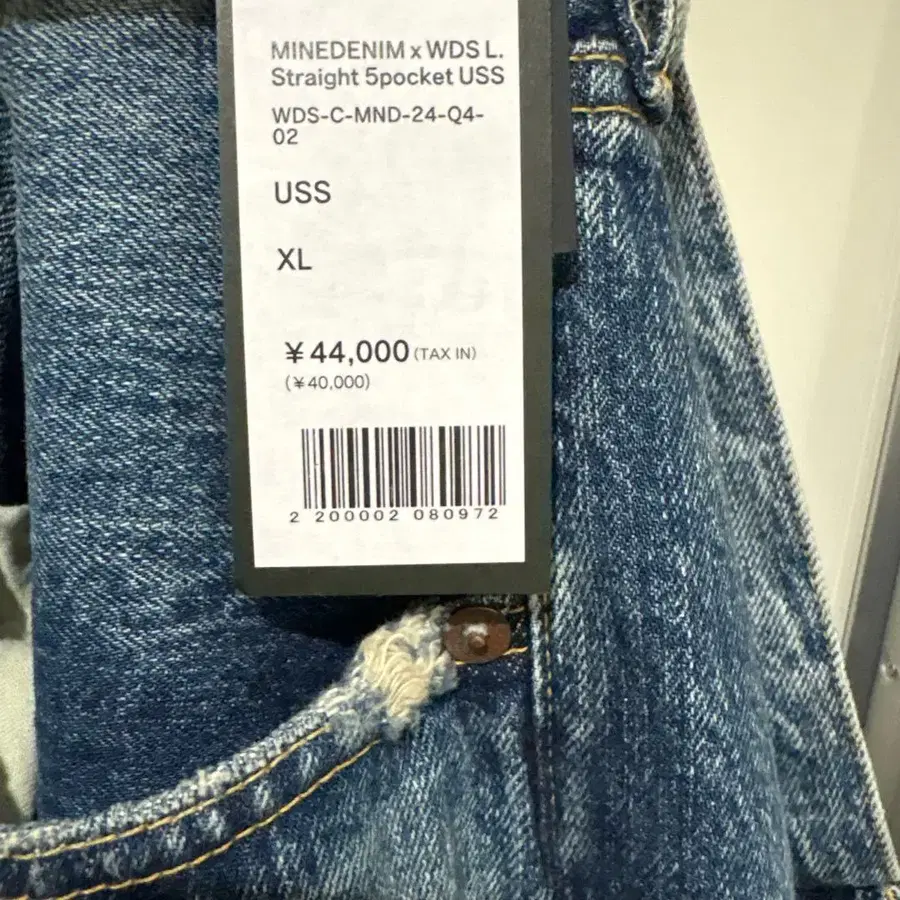 MINEDENIM x WDS L.
Straight 5pocket USS
WDS-C-MND-24-Q4-
02
USS
XL
¥44,000 (TAX IN)
(¥40,000)
2 200002 080972